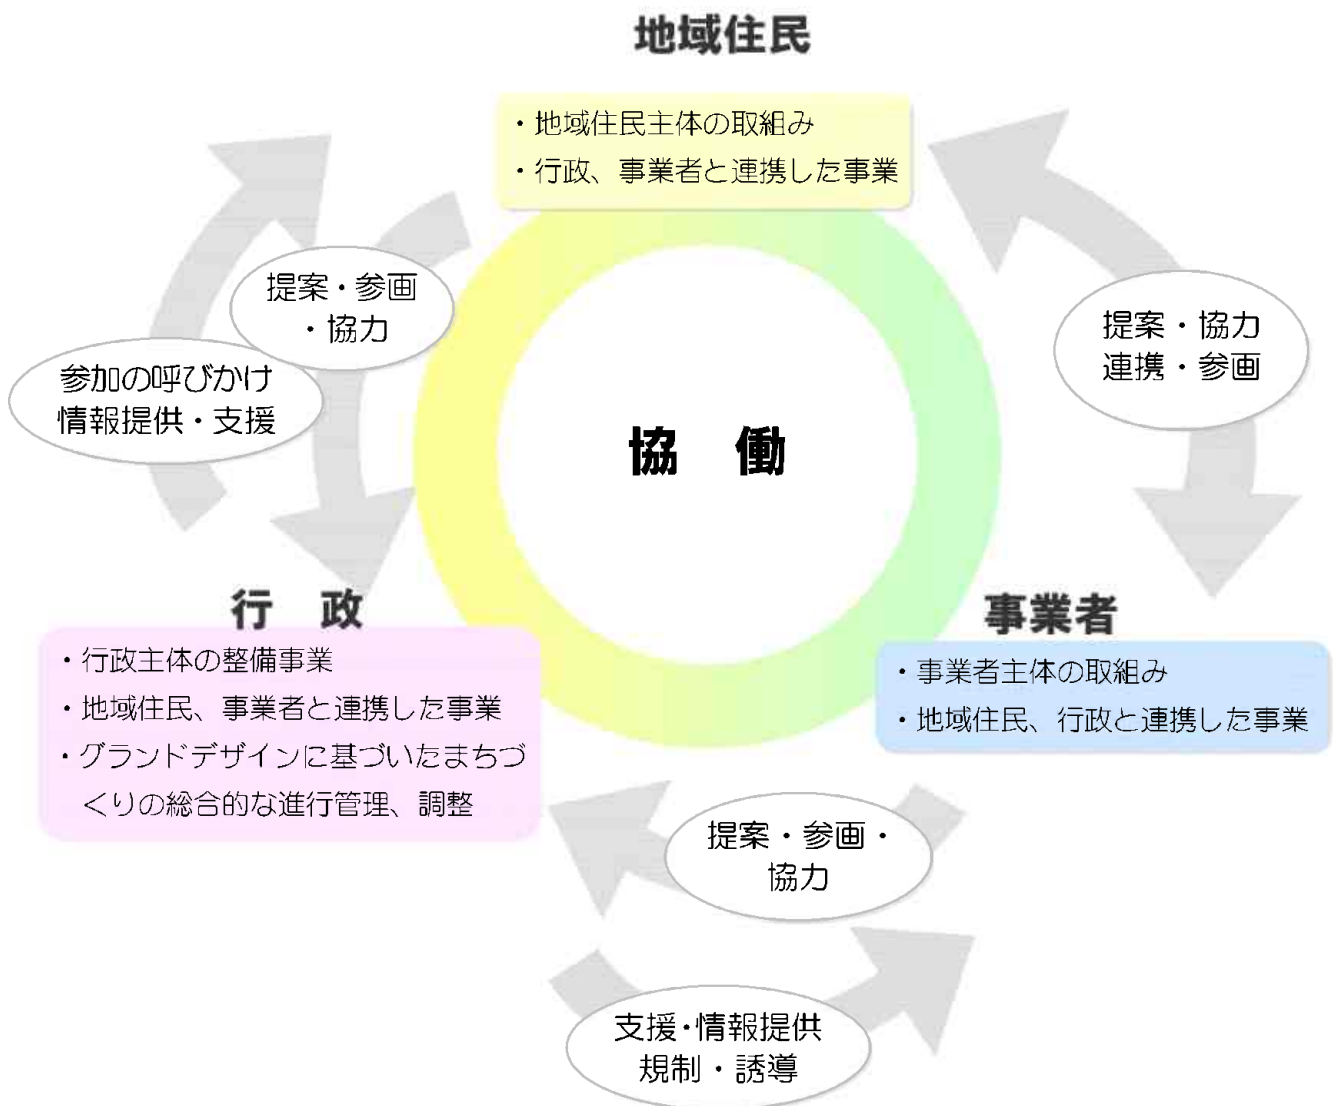 地域住民
・地域住民主体の取組み
・行政、事業者と連携した事業
提案・参画
・協力
参加の呼びかけ
情報提供・支援
提案・協力
連携・参画
協　働
行　政
・行政主体の整備事業
・地域住民、事業者と連携した事業
・グランドデザインに基づいたまちづ
くりの総合的な進行管理、調整
事業者
・事業者主体の取組み
・地域住民、行政と連携した事業
提案・参画・
協力
支援・情報提供
規制・誘導